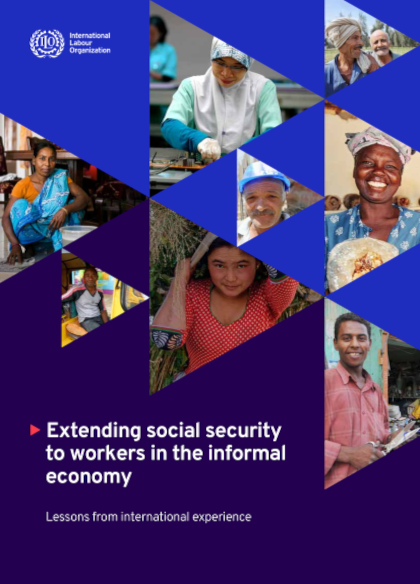 International
Labour
Organization
Extending social security
to workers in the informal
economy
Lessons from international experience